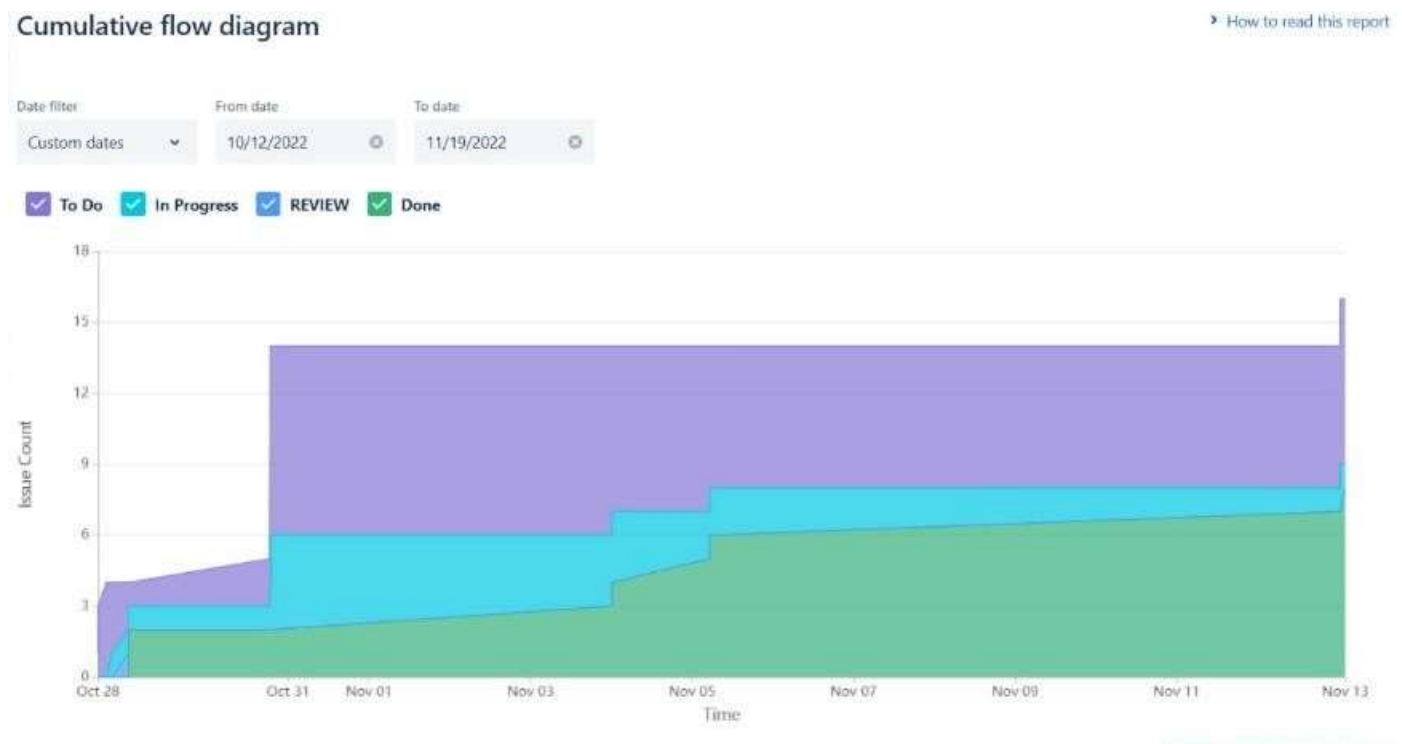 Cumulative flow diagram
How to read this report
Date filter From date To date
Custom dates 10/12/2022 11/19/2022
To Do In Progress REVIEW Done
18
15
12
9
6
3
0
Issue Count
Oct 28 Oct 31 Nov 01 Nov 03 Nov 05 Nov 07 Nov 09 Nov 11 Nov 13
Time